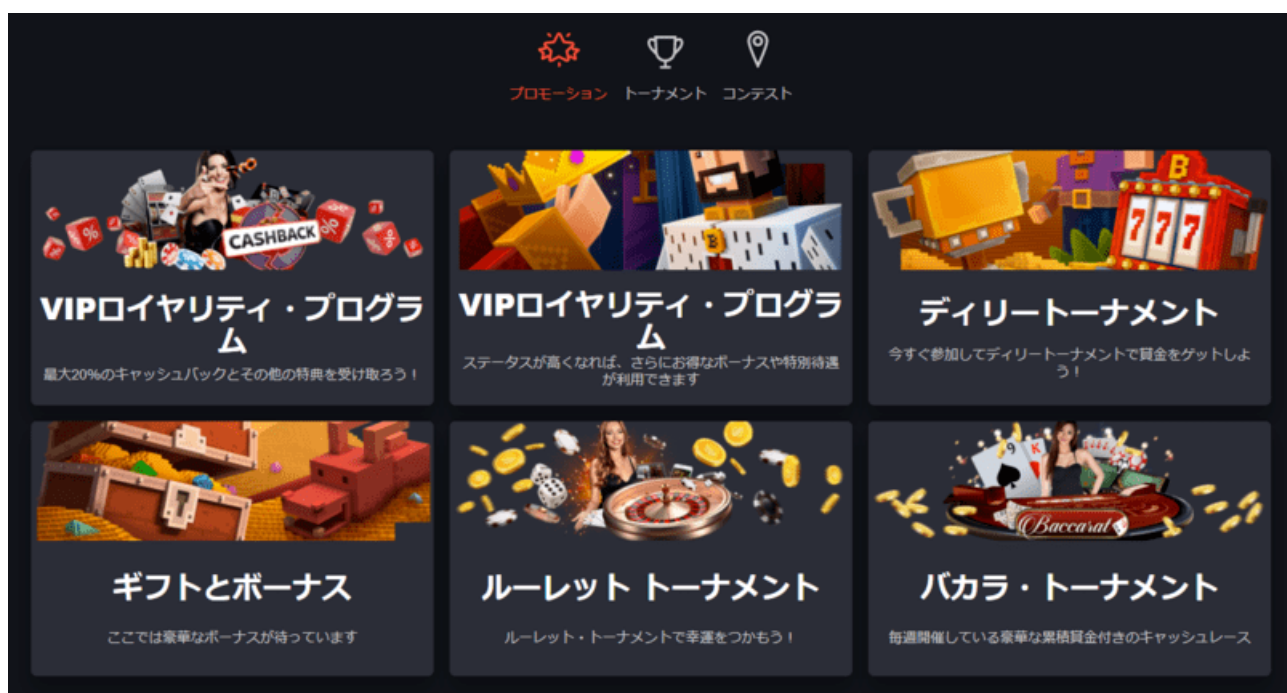 プロモーション トーナメント コンテスト
CASHBACK
VIPロイヤリティ・プログラ
ム
最大20%のキャッシュバックとその他の特典を受け取ろう！
VIPロイヤリティ・プログラ
ム
ステータスが高くなれば、さらにお得なボーナスや特別待遇
が利用できます
B
777
ディリートーナメント
今すぐ参加してディリートーナメントで賞金をゲットしよ
う！
ギフトとボーナス
ここでは豪華なボーナスが待っています
ルーレット トーナメント
ルーレット・トーナメントで幸運をつかもう！
9 K
Baccarat
バカラ・トーナメント
毎週開催している豪華な累積賞金付きのキャッシュレース